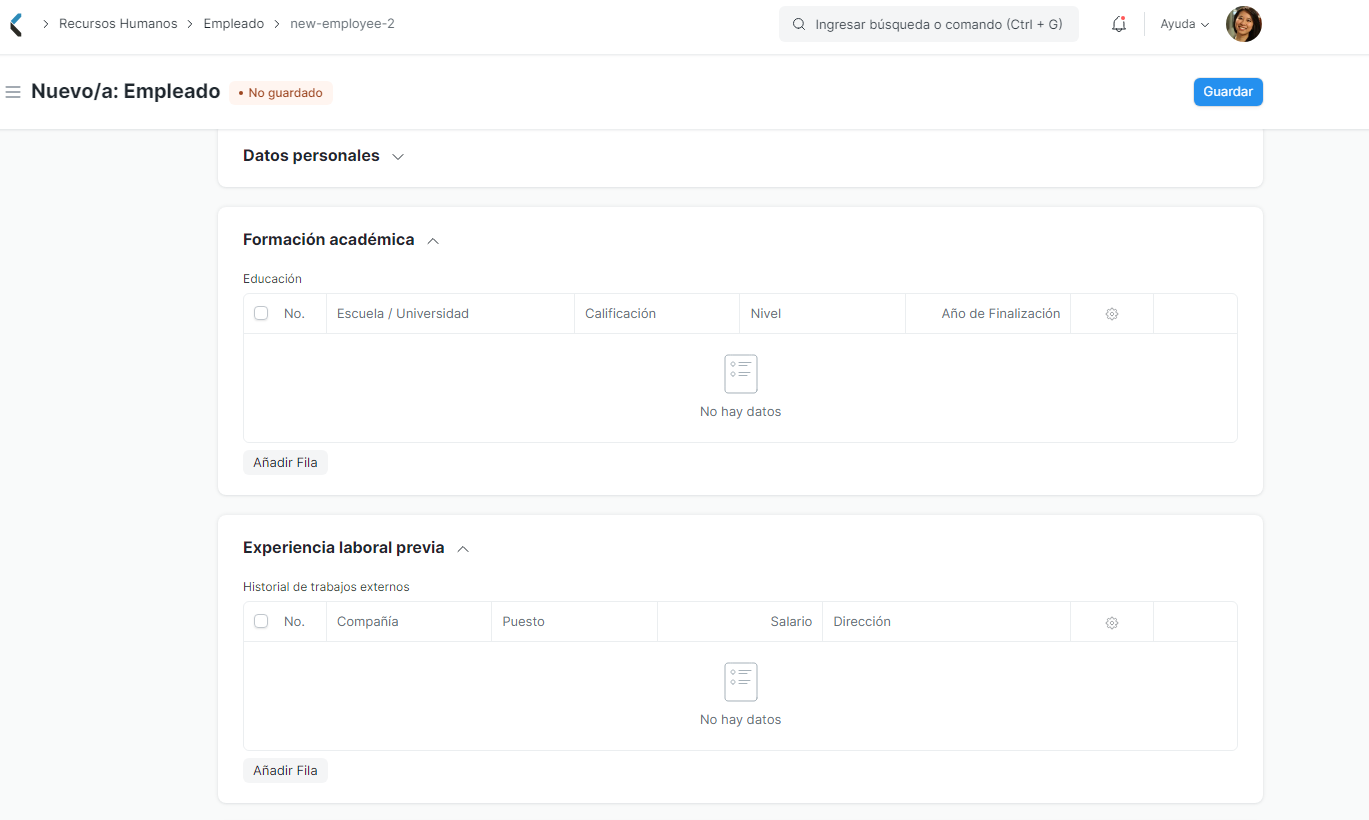 Recursos Humanos Empleado new-employee-2 Ingresar búsqueda o comando (Ctrl + G) Ayuda
Nuevo/a: Empleado • No guardado Guardar
Datos personales
Formación académica
Educación
No. Escuela / Universidad Calificación Nivel Año de Finalización
No hay datos
Añadir Fila
Experiencia laboral previa
Historial de trabajos externos
No. Compañía Puesto Salario Dirección
No hay datos
Añadir Fila